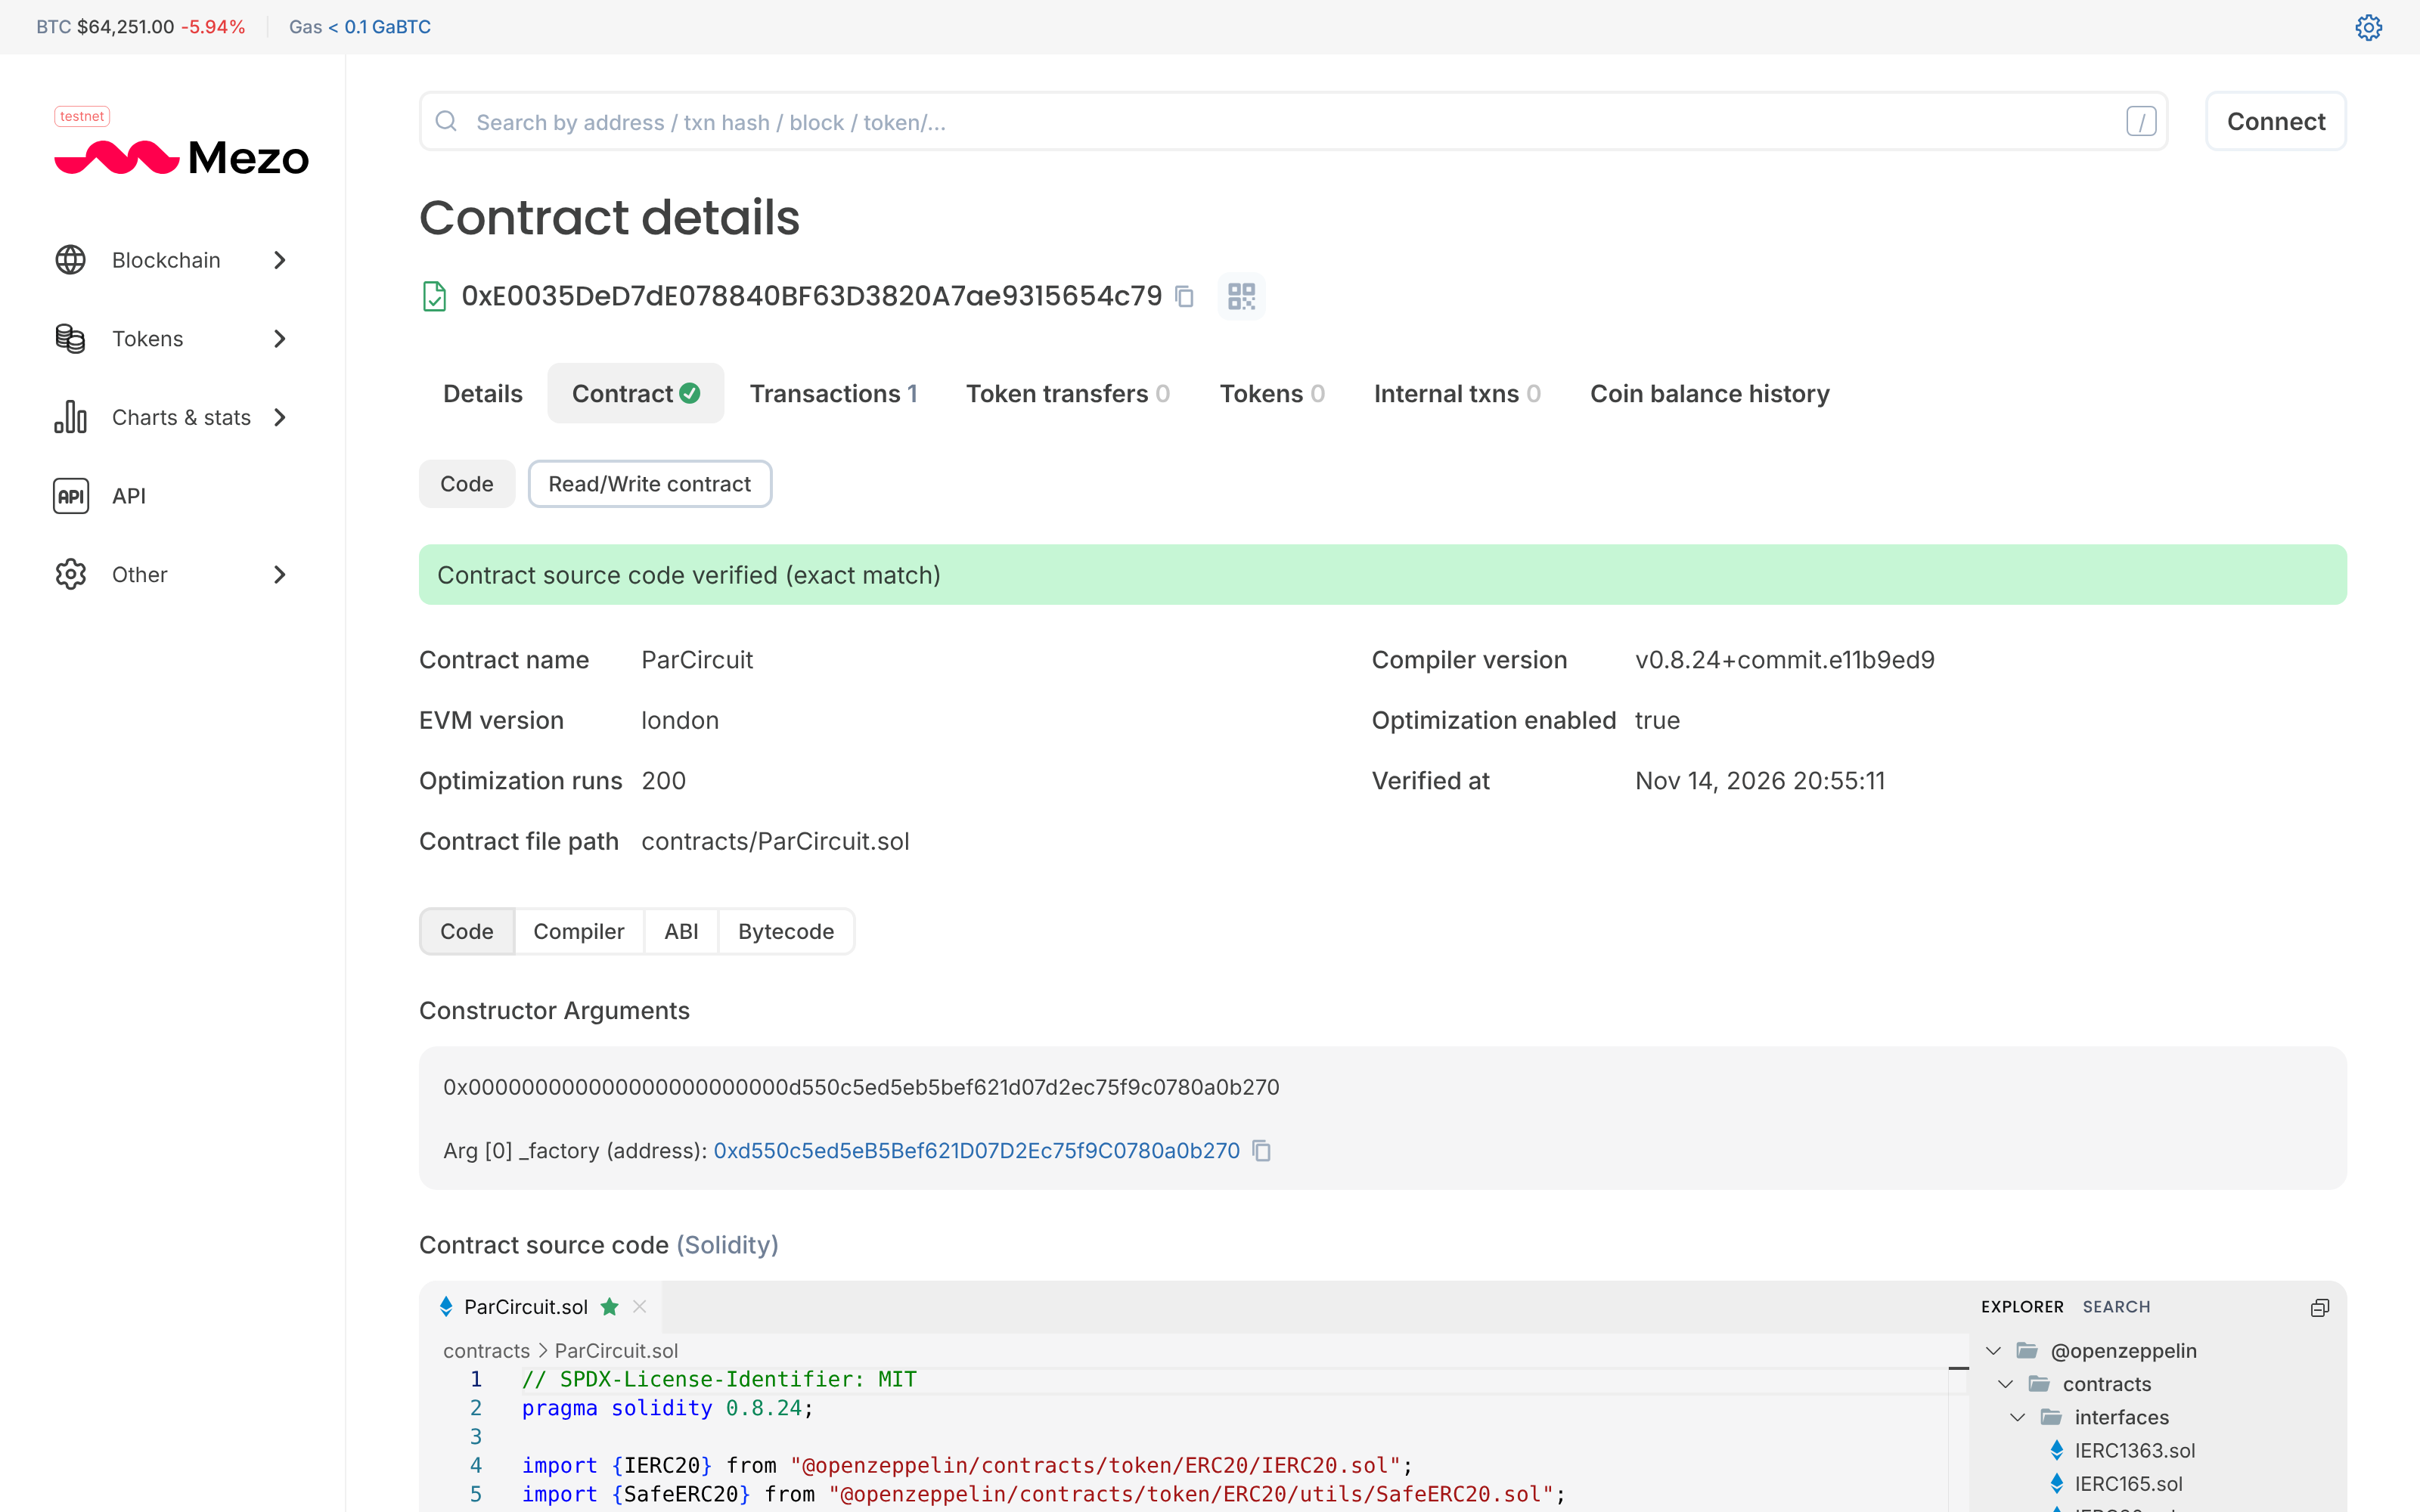 BTC $64,251.00 -5.94% Gas < 0.1 GaBTC
testnet
Mezo
Blockchain
Tokens
Charts & stats
API API
Other
Search by address / txn hash / block / token/... /
Connect
Contract details
0xE0035DeD7dE078840BF63D3820A7ae9315654c79
Details Contract Transactions 1 Token transfers 0 Tokens 0 Internal txns 0 Coin balance history
Code Read/Write contract
Contract source code verified (exact match)
Contract name ParCircuit
Compiler version v0.8.24+commit.e11b9ed9
EVM version london
Optimization enabled true
Optimization runs 200
Verified at Nov 14, 2026 20:55:11
Contract file path contracts/ParCircuit.sol
Code Compiler ABI Bytecode
Constructor Arguments
0x000000000000000000000000d550c5ed5eb5bef621d07d2ec75f9c0780a0b270
Arg [0] _factory (address): 0xd550c5ed5eB5Bef621D07D2Ec75f9C0780a0b270
Contract source code (Solidity)
ParCircuit.sol
contracts > ParCircuit.sol
1 // SPDX-License-Identifier: MIT
2 pragma solidity 0.8.24;
3
4 import {IERC20} from "@openzeppelin/contracts/token/ERC20/IERC20.sol";
5 import {SafeERC20} from "@openzeppelin/contracts/token/ERC20/utils/SafeERC20.sol";
EXPLORER SEARCH
@openzeppelin
contracts
interfaces
IERC1363.sol
IERC165.sol